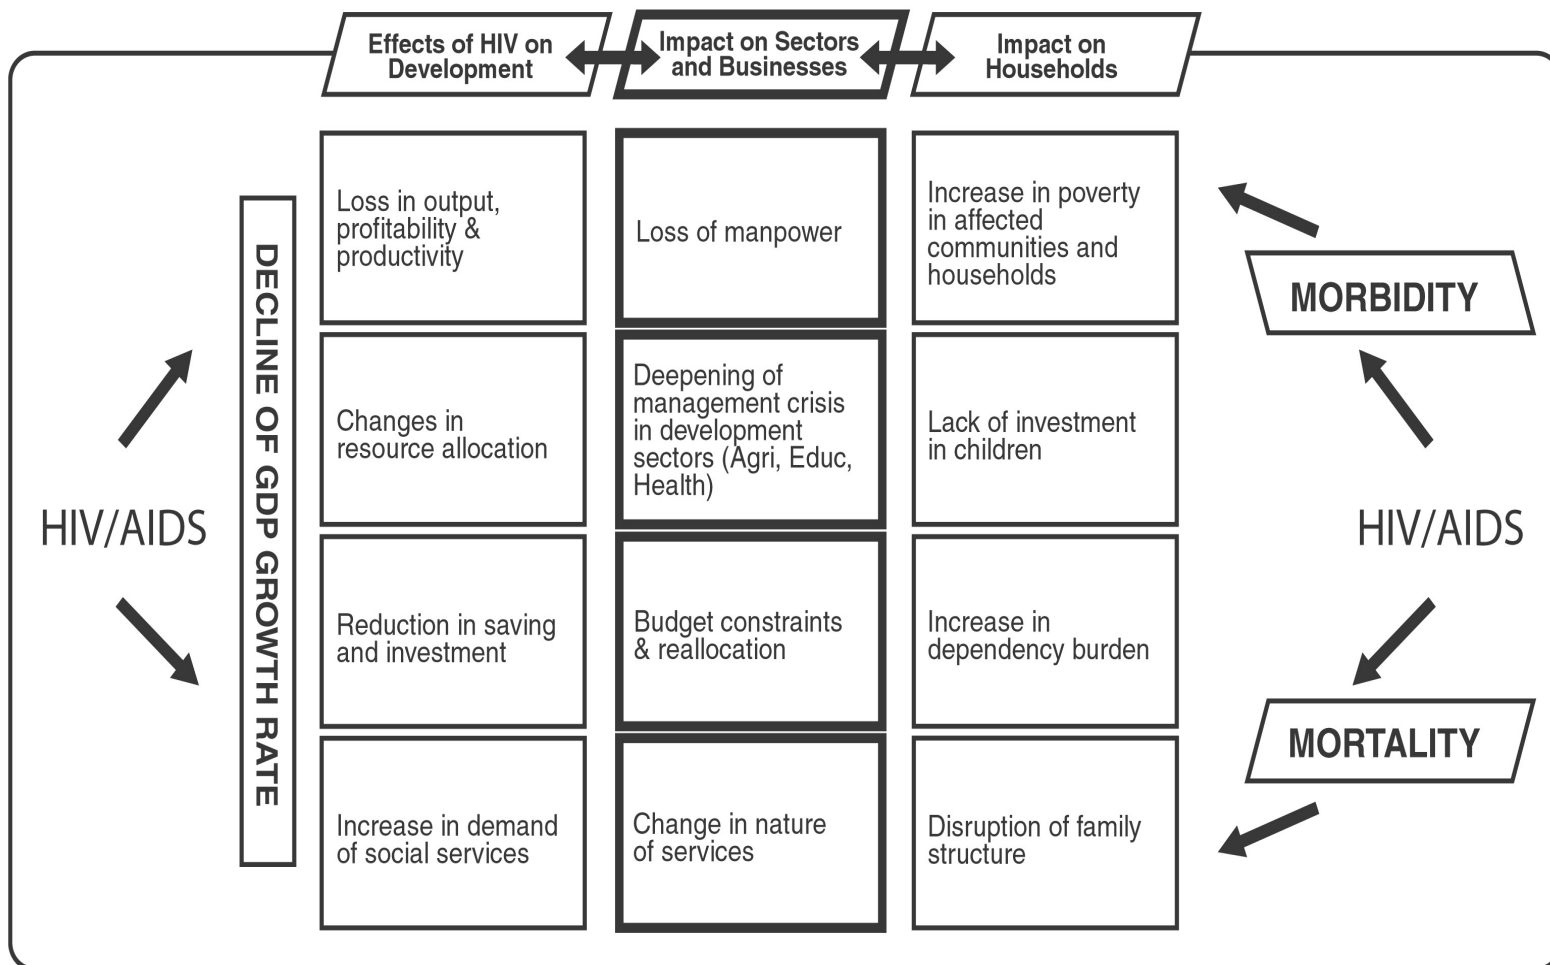 Effects of HIV on
Development
Impact on Sectors
and Businesses
Impact on
Households
DECLINE OF GDP GROWTH RATE
HIV/AIDS
Loss in output,
profitability &
productivity
Loss of manpower
Increase in poverty
in affected
communities and
households
Changes in
resource allocation
Deepening of
management crisis
in development
sectors (Agri, Educ,
Health)
Lack of investment
in children
Reduction in saving
and investment
Budget constraints
& reallocation
Increase in
dependency burden
Increase in demand
of social services
Change in nature
of services
Disruption of family
structure
MORBIDITY
HIV/AIDS
MORTALITY